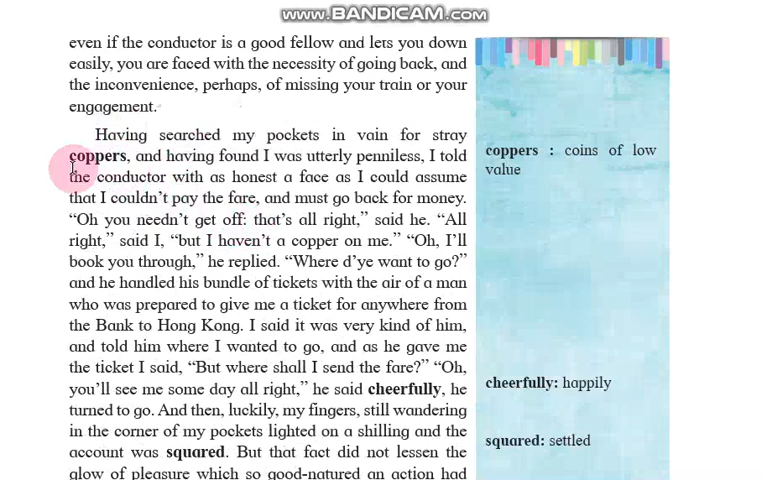 www.BANDICAM.com
even if the conductor is a good fellow and lets you down
easily, you are faced with the necessity of going back, and
the inconvenience, perhaps, of missing your train or your
engagement.
Having searched my pockets in vain for stray
coppers, and having found I was utterly penniless, I told
the conductor with as honest a face as I could assume
that I couldn't pay the fare, and must go back for money.
“Oh you needn't get off: that's all right,” said he. “All
right,” said I, “but I haven't a copper on me.” “Oh, I'll
book you through,” he replied. “Where d'ye want to go?”
and he handled his bundle of tickets with the air of a man
who was prepared to give me a ticket for anywhere from
the Bank to Hong Kong. I said it was very kind of him,
and told him where I wanted to go, and as he gave me
the ticket I said, “But where shall I send the fare?” “Oh,
you'll see me some day all right,” he said cheerfully, he
turned to go. And then, luckily, my fingers, still wandering
in the corner of my pockets lighted on a shilling and the
account was squared. But that fact did not lessen the
glow of pleasure which so good-natured an action had
coppers : coins of low
value
cheerfully: happily
squared: settled